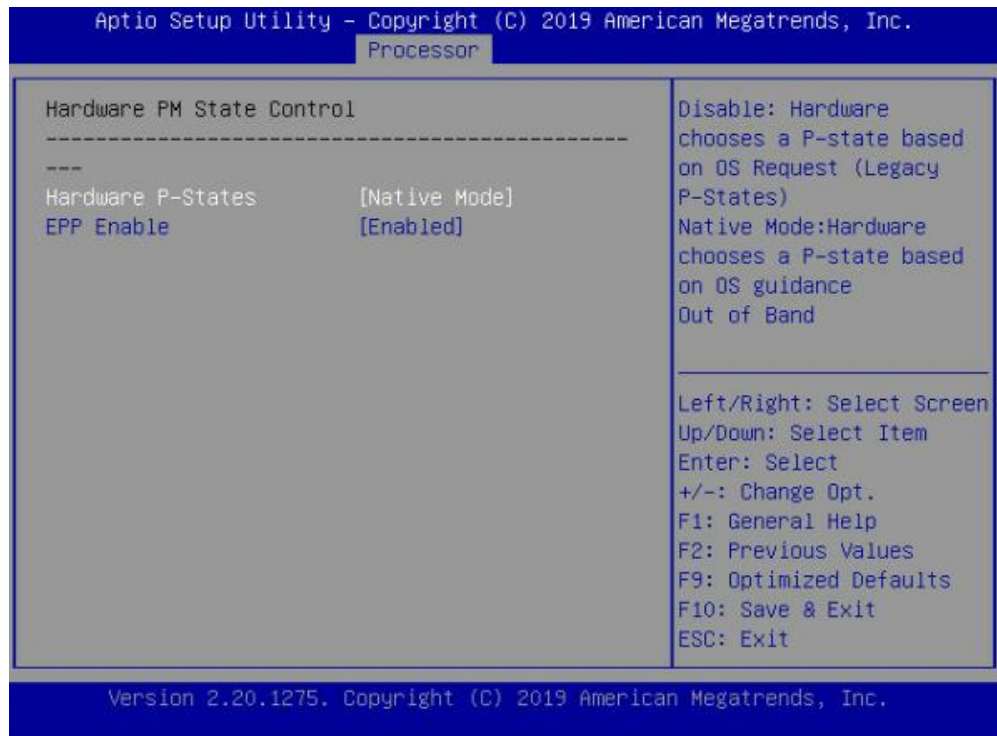 Aptio Setup Utility – Copyright (C) 2019 American Megatrends, Inc.
Processor
Hardware PM State Control
-----------------------------------------------
---
Hardware P-States [Native Mode]
EPP Enable [Enabled]
Disable: Hardware
chooses a P-state based
on OS Request (Legacy
P-States)
Native Mode:Hardware
chooses a P-state based
on OS guidance
Out of Band
Left/Right: Select Screen
Up/Down: Select Item
Enter: Select
+/-: Change Opt.
F1: General Help
F2: Previous Values
F9: Optimized Defaults
F10: Save & Exit
ESC: Exit
Version 2.20.1275. Copyright (C) 2019 American Megatrends, Inc.